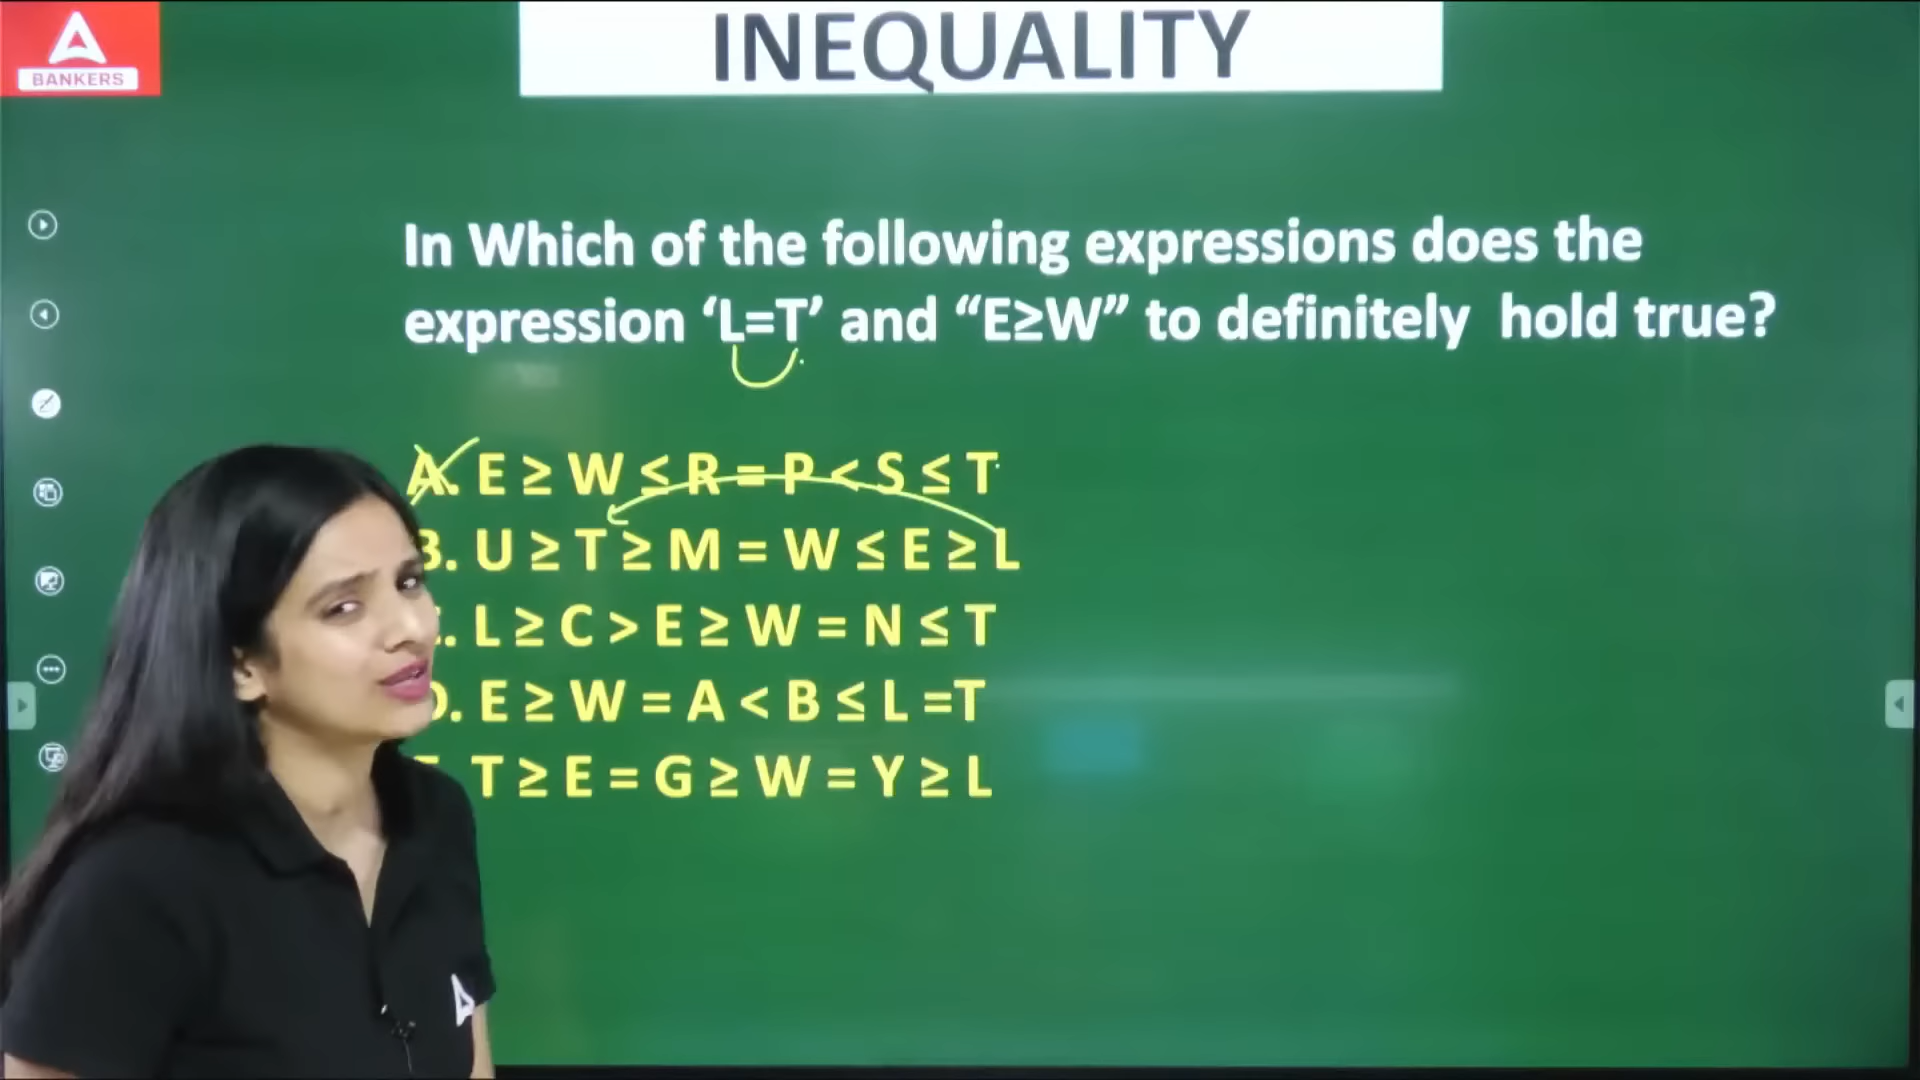 BANKERS
INEQUALITY
In Which of the following expressions does the
expression ‘L=T’ and “E≥W” to definitely hold true?
A. E ≥ W ≤ R = P < S ≤ T
B. U ≥ T ≥ M = W ≤ E ≥ L
. L ≥ C > E ≥ W = N ≤ T
D. E ≥ W = A < B ≤ L =T
T ≥ E = G ≥ W = Y ≥ L